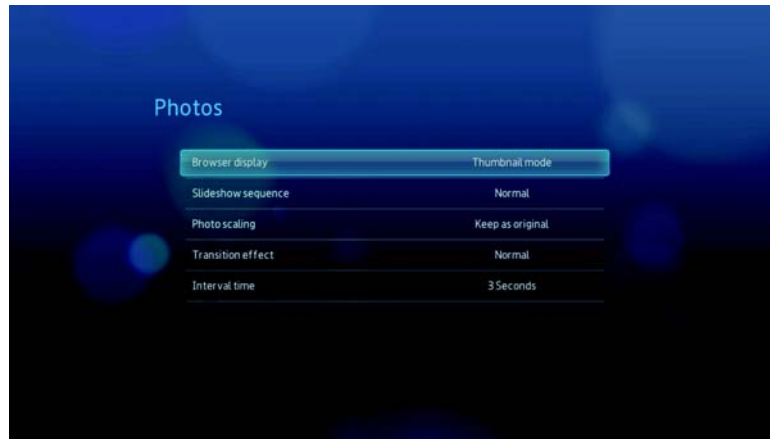 Photos
Browser display Thumbnail mode
Slideshow sequence Normal
Photo scaling Keep as original
Transition effect Normal
Interval time 3 Seconds